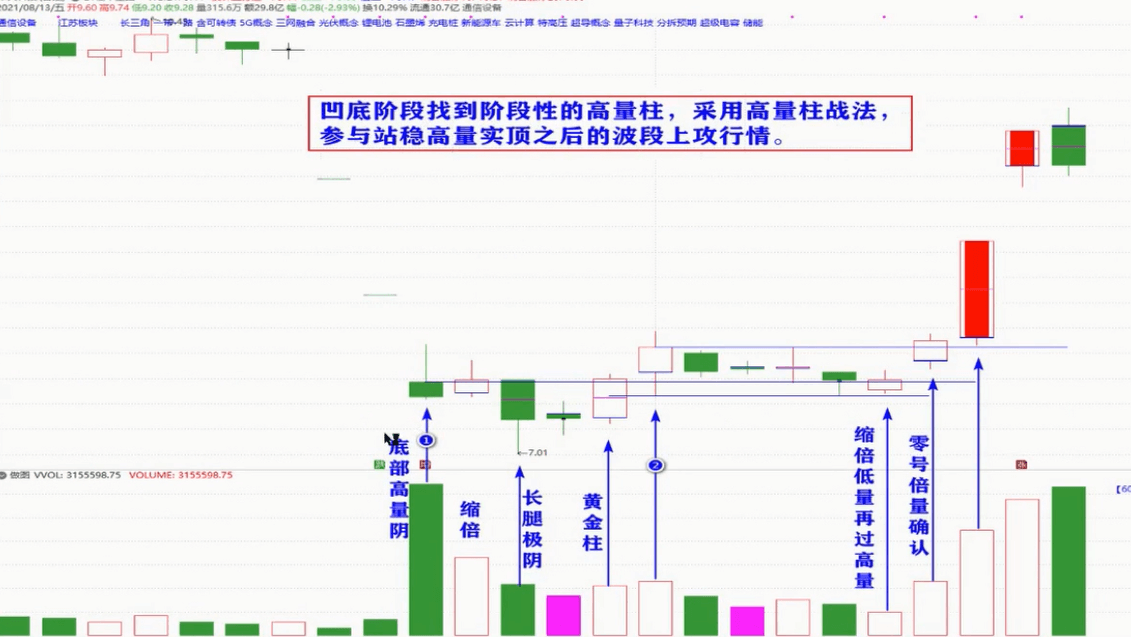 2021/08/13/五 开9.60 高9.74 低9.20 收9.28 量315.6万 额29.8亿 幅-0.28(-2.93%) 换10.29% 流通30.7亿 通信设备
通信设备 江苏板块 长三角 一带一路 含可转债 5G概念 三网融合 光伏概念 锂电池 石墨烯 充电桩 新能源车 云计算 特高压 超导概念 量子科技 分拆预期 超级电容 储能
凹底阶段找到阶段性的高量柱，采用高量柱战法，
参与站稳高量实顶之后的波段上攻行情。
①
←7.01
②
做图 VVOL: 3155598.75 VOLUME: 3155598.75
【60
底部高量阴
缩倍
长腿极阴
黄金柱
缩倍低量再过高量
零号倍量确认